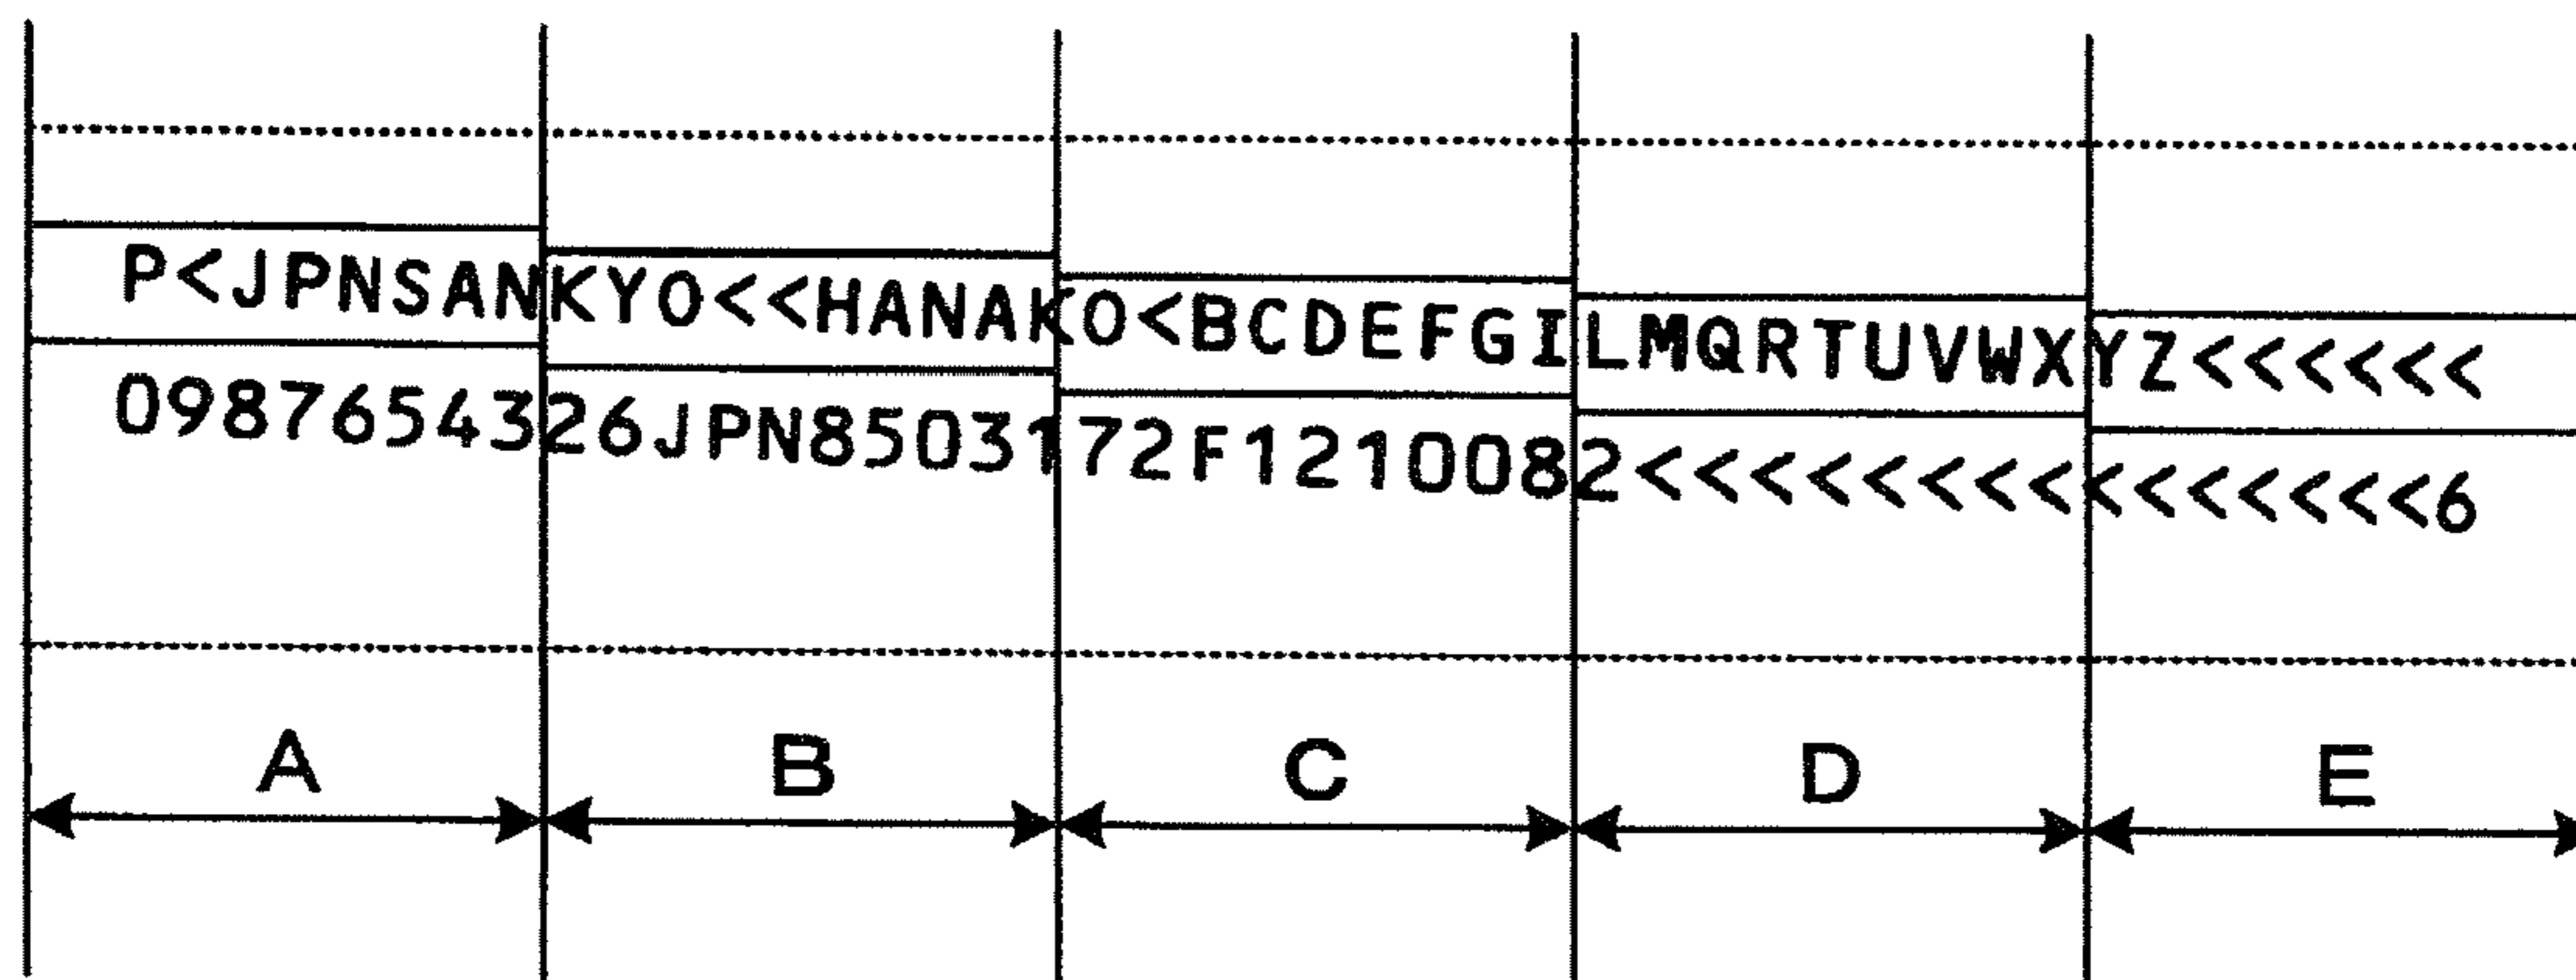 P<JPNSANKYO<<HANAKO<BCDEFGILMQRTUVWXYZ<<<<<<
0987654326JPN8503172F1210082<<<<<<<<<<<<<<<6
A B C D E